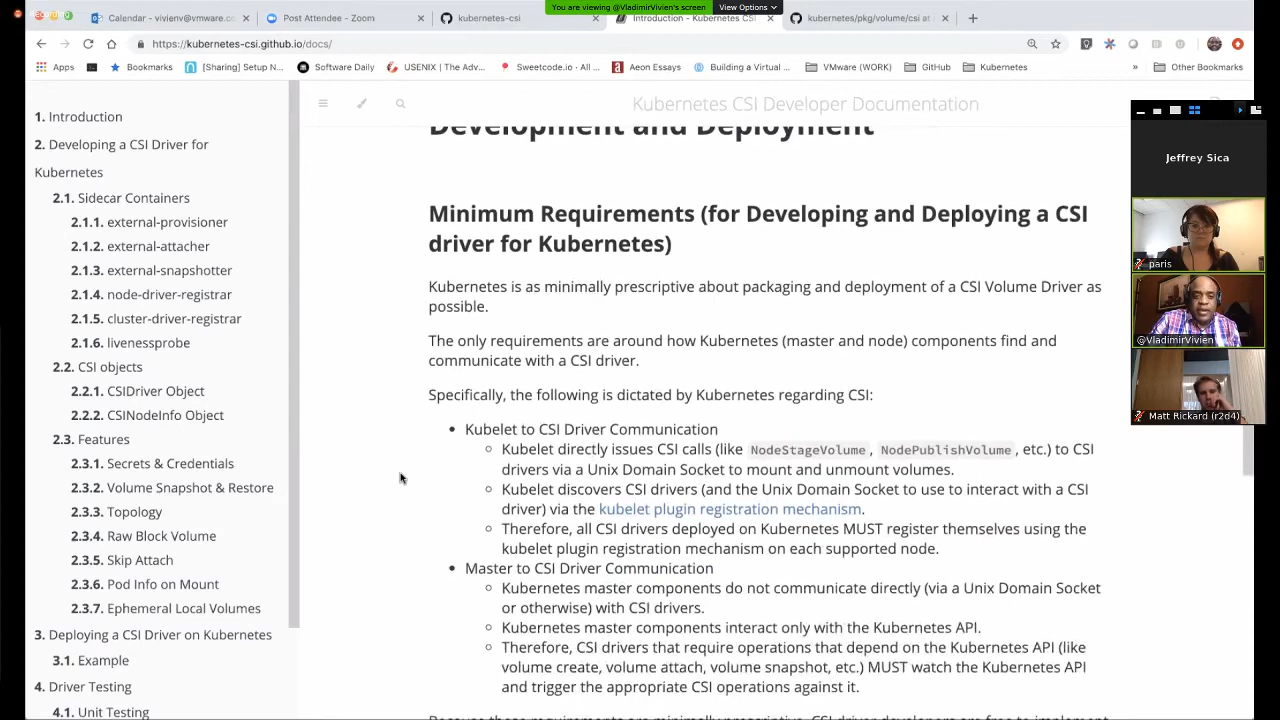 Recording
Calendar - vivienv@vmware.c
Post Attendee - Zoom
kubernetes-csi
You are viewing @VladimirVivien's screen
View Options
Introduction - Kubernetes CSI
kubernetes/pkg/volume/csi at
https://kubernetes-csi.github.io/docs/
Apps
Bookmarks
[Sharing] Setup N...
Software Daily
USENIX | The Adv...
Sweetcode.io - All ...
Aeon Essays
Building a Virtual ...
VMware (WORK)
GitHub
Kubernetes
»
Other Bookmarks
1. Introduction
2. Developing a CSI Driver for
Kubernetes
2.1. Sidecar Containers
2.1.1. external-provisioner
2.1.2. external-attacher
2.1.3. external-snapshotter
2.1.4. node-driver-registrar
2.1.5. cluster-driver-registrar
2.1.6. livenessprobe
2.2. CSI objects
2.2.1. CSIDriver Object
2.2.2. CSINodeInfo Object
2.3. Features
2.3.1. Secrets & Credentials
2.3.2. Volume Snapshot & Restore
2.3.3. Topology
2.3.4. Raw Block Volume
2.3.5. Skip Attach
2.3.6. Pod Info on Mount
2.3.7. Ephemeral Local Volumes
3. Deploying a CSI Driver on Kubernetes
3.1. Example
4. Driver Testing
4.1. Unit Testing
Kubernetes CSI Developer Documentation
Development and Deployment
Minimum Requirements (for Developing and Deploying a CSI
driver for Kubernetes)
Kubernetes is as minimally prescriptive about packaging and deployment of a CSI Volume Driver as
possible.
The only requirements are around how Kubernetes (master and node) components find and
communicate with a CSI driver.
Specifically, the following is dictated by Kubernetes regarding CSI:
• Kubelet to CSI Driver Communication
◦ Kubelet directly issues CSI calls (like NodeStageVolume , NodePublishVolume , etc.) to CSI
drivers via a Unix Domain Socket to mount and unmount volumes.
◦ Kubelet discovers CSI drivers (and the Unix Domain Socket to use to interact with a CSI
driver) via the kubelet plugin registration mechanism.
◦ Therefore, all CSI drivers deployed on Kubernetes MUST register themselves using the
kubelet plugin registration mechanism on each supported node.
• Master to CSI Driver Communication
◦ Kubernetes master components do not communicate directly (via a Unix Domain Socket
or otherwise) with CSI drivers.
◦ Kubernetes master components interact only with the Kubernetes API.
◦ Therefore, CSI drivers that require operations that depend on the Kubernetes API (like
volume create, volume attach, volume snapshot, etc.) MUST watch the Kubernetes API
and trigger the appropriate CSI operations against it.
Because these requirements are minimally prescriptive, CSI driver developers are free to implement
Jeffrey Sica
paris
@VladimirVivien
Matt Rickard (r2d4)